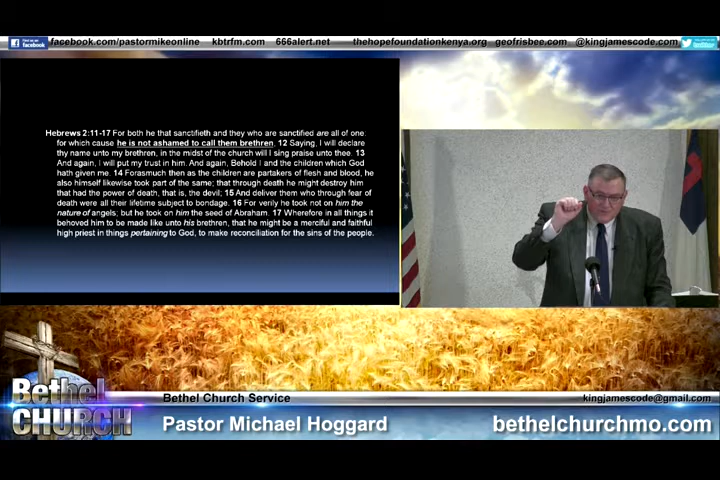 Find us on facebook
facebook.com/pastormikeonline kbtrfm.com 666alert.net thehopefoundationkenya.org geofrisbee.com @kingjamescode.com twitter
Hebrews 2:11-17 For both he that sanctifieth and they who are sanctified are all of one:
for which cause he is not ashamed to call them brethren, 12 Saying, I will declare
thy name unto my brethren, in the midst of the church will I sing praise unto thee. 13
And again, I will put my trust in him. And again, Behold I and the children which God
hath given me. 14 Forasmuch then as the children are partakers of flesh and blood, he
also himself likewise took part of the same; that through death he might destroy him
that had the power of death, that is, the devil; 15 And deliver them who through fear of
death were all their lifetime subject to bondage. 16 For verily he took not on him the
nature of angels; but he took on him the seed of Abraham. 17 Wherefore in all things it
behoved him to be made like unto his brethren, that he might be a merciful and faithful
high priest in things pertaining to God, to make reconciliation for the sins of the people.
Bethel
CHURCH
Bethel Church Service kingjamescode@gmail.com
Pastor Michael Hoggard bethelchurchmo.com